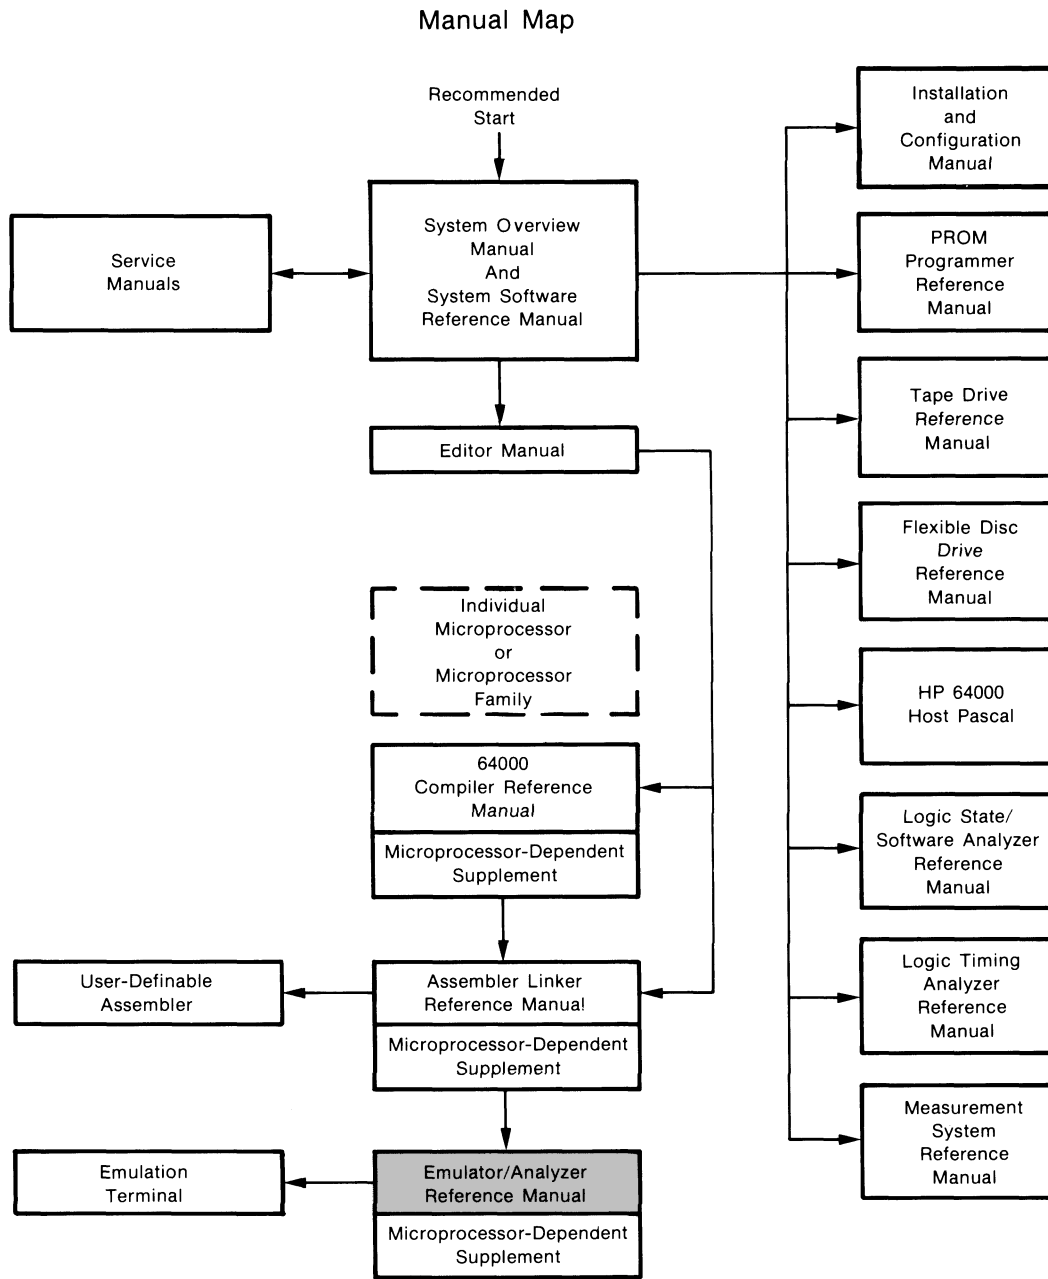 Manual Map
Recommended
Start
System Overview
Manual
And
System Software
Reference Manual
Service
Manuals
Editor Manual
Individual
Microprocessor
or
Microprocessor
Family
64000
Compiler Reference
Manual
Microprocessor-Dependent
Supplement
User-Definable
Assembler
Assembler Linker
Reference Manual
Microprocessor-Dependent
Supplement
Emulation
Terminal
Emulator/Analyzer
Reference Manual
Microprocessor-Dependent
Supplement
Installation
and
Configuration
Manual
PROM
Programmer
Reference
Manual
Tape Drive
Reference
Manual
Flexible Disc
Drive
Reference
Manual
HP 64000
Host Pascal
Logic State/
Software Analyzer
Reference
Manual
Logic Timing
Analyzer
Reference
Manual
Measurement
System
Reference
Manual